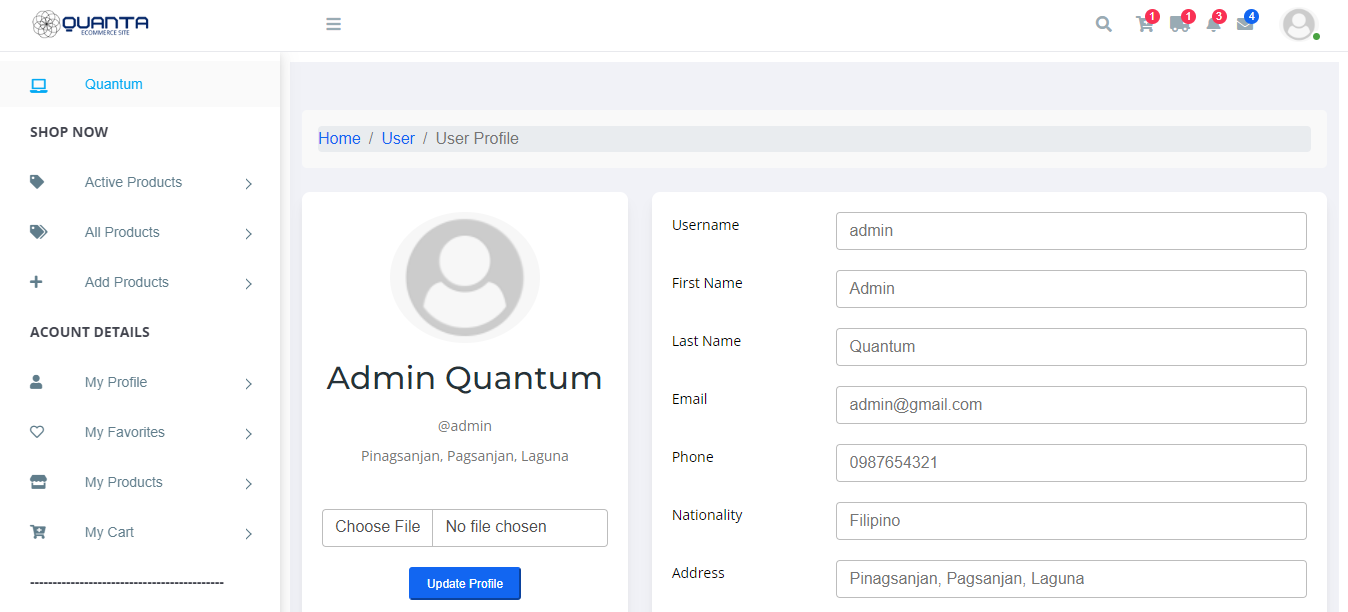 QUANTA
ECOMMERCE SITE
1
1
3
4
Quantum
SHOP NOW
Active Products
All Products
Add Products
ACOUNT DETAILS
My Profile
My Favorites
My Products
My Cart
-------------------------------------------
Home / User / User Profile
Admin Quantum
@admin
Pinagsanjan, Pagsanjan, Laguna
Choose File No file chosen
Update Profile
Username admin
First Name Admin
Last Name Quantum
Email admin@gmail.com
Phone 0987654321
Nationality Filipino
Address Pinagsanjan, Pagsanjan, Laguna